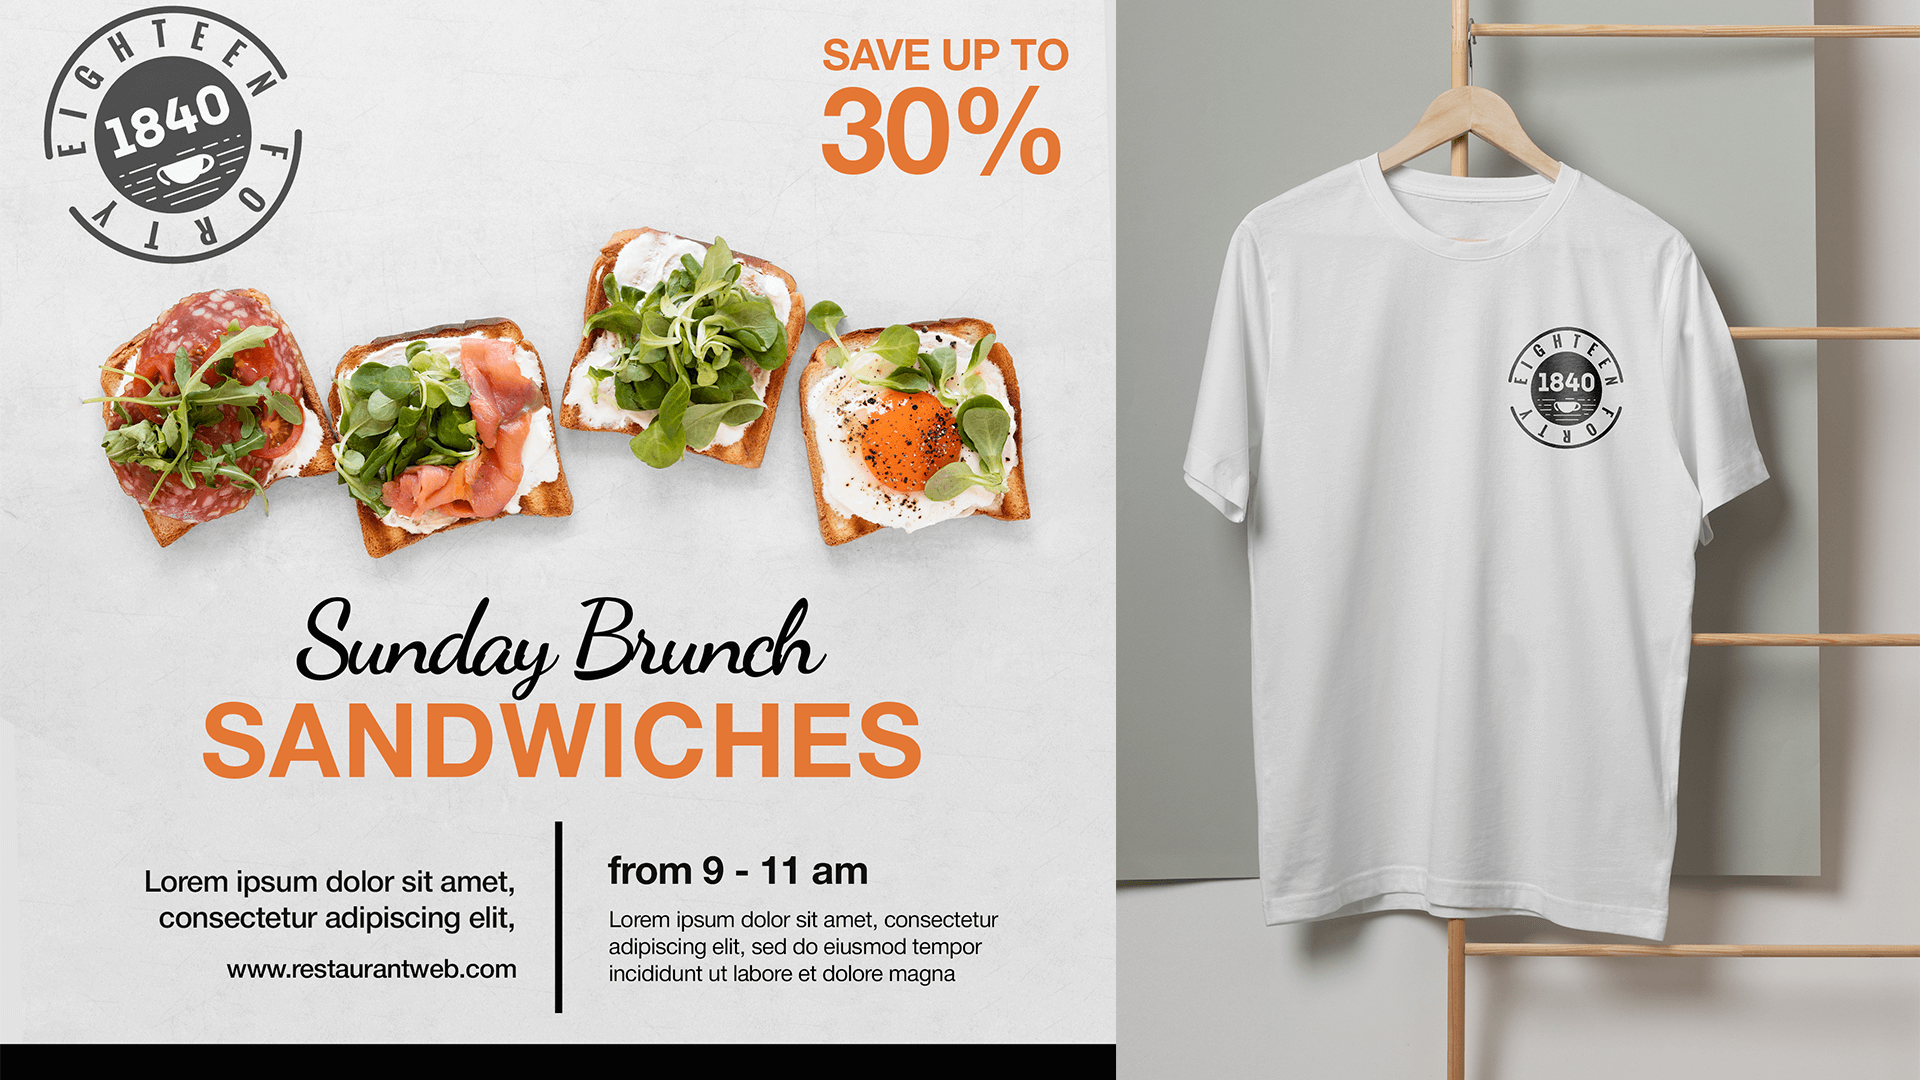 EIGHTEEN
1840
FORTY
SAVE UP TO
30%
Sunday Brunch
SANDWICHES
Lorem ipsum dolor sit amet,
consectetur adipiscing elit,
www.restaurantweb.com
from 9 - 11 am
Lorem ipsum dolor sit amet, consectetur
adipiscing elit, sed do eiusmod tempor
incididunt ut labore et dolore magna
EIGHTEEN
1840
FORTY